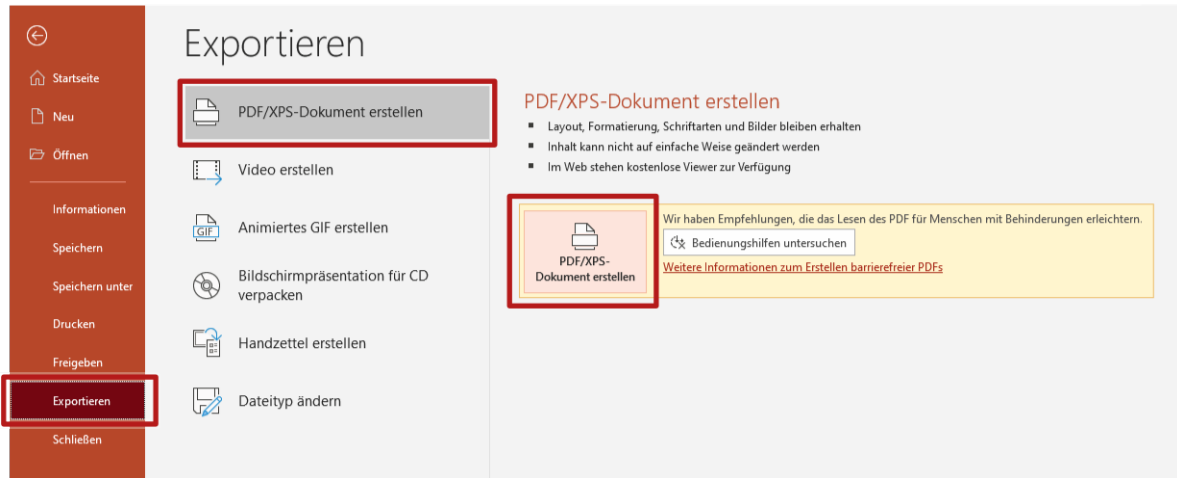 Startseite
Neu
Öffnen
Informationen
Speichern
Speichern unter
Drucken
Freigeben
Exportieren
Schließen
Exportieren
PDF/XPS-Dokument erstellen
Video erstellen
GIF
Animiertes GIF erstellen
Bildschirmpräsentation für CD
verpacken
Handzettel erstellen
Dateityp ändern
PDF/XPS-Dokument erstellen
Layout, Formatierung, Schriftarten und Bilder bleiben erhalten
Inhalt kann nicht auf einfache Weise geändert werden
Im Web stehen kostenlose Viewer zur Verfügung
PDF/XPS-
Dokument erstellen
Wir haben Empfehlungen, die das Lesen des PDF für Menschen mit Behinderungen erleichtern.
Bedienungshilfen untersuchen
Weitere Informationen zum Erstellen barrierefreier PDFs